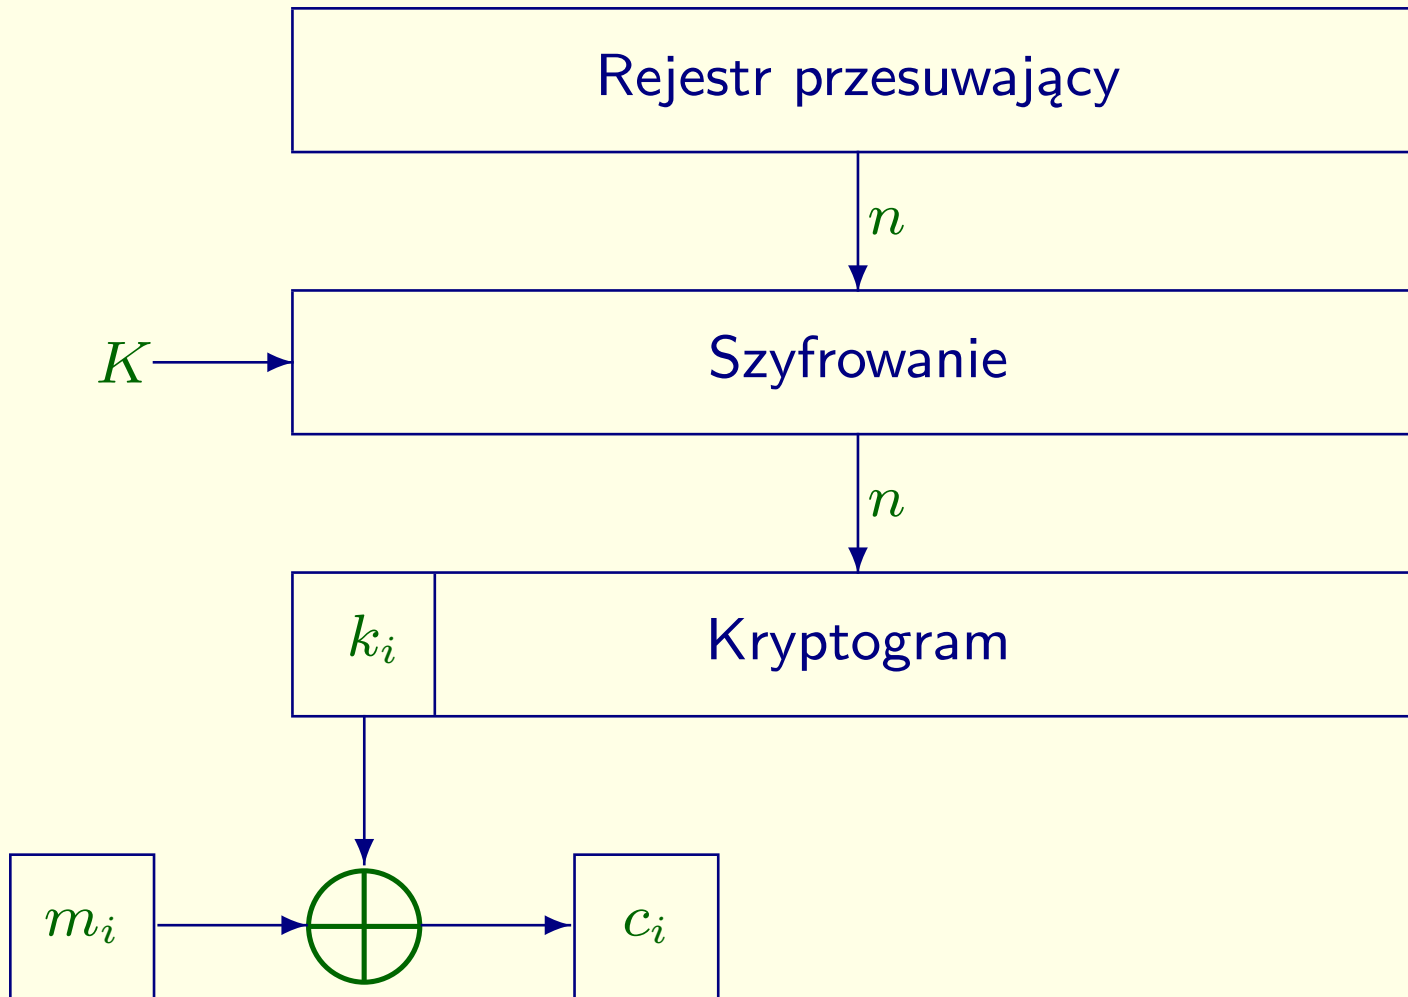 Rejestr przesuwający
n
K
Szyfrowanie
n
k_i
Kryptogram
m_i
c_i